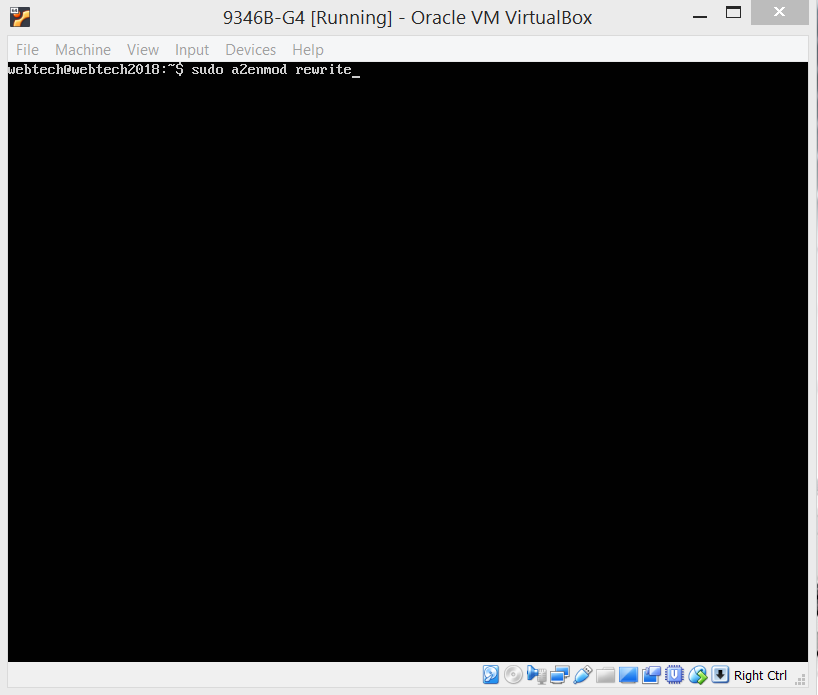 9346B-G4 [Running] - Oracle VM VirtualBox
File Machine View Input Devices Help
webtech@webtech2018:~$ sudo a2enmod rewrite_
Right Ctrl